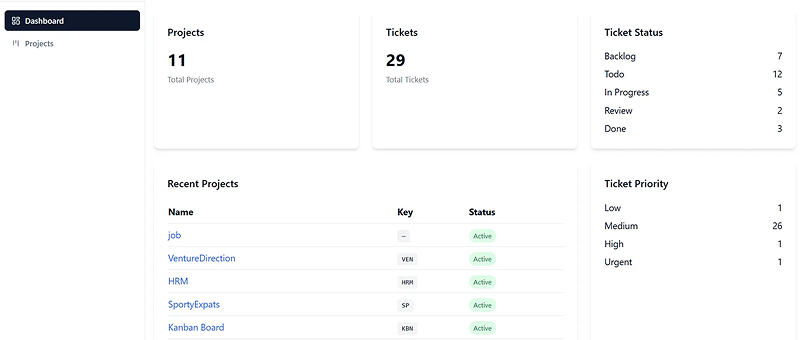 Dashboard
Projects
Projects
11
Total Projects
Tickets
29
Total Tickets
Ticket Status
Backlog 7
Todo 12
In Progress 5
Review 2
Done 3
Recent Projects
Name Key Status
job – Active
VentureDirection VEN Active
HRM HRM Active
SportyExpats SP Active
Kanban Board KBN Active
Ticket Priority
Low 1
Medium 26
High 1
Urgent 1